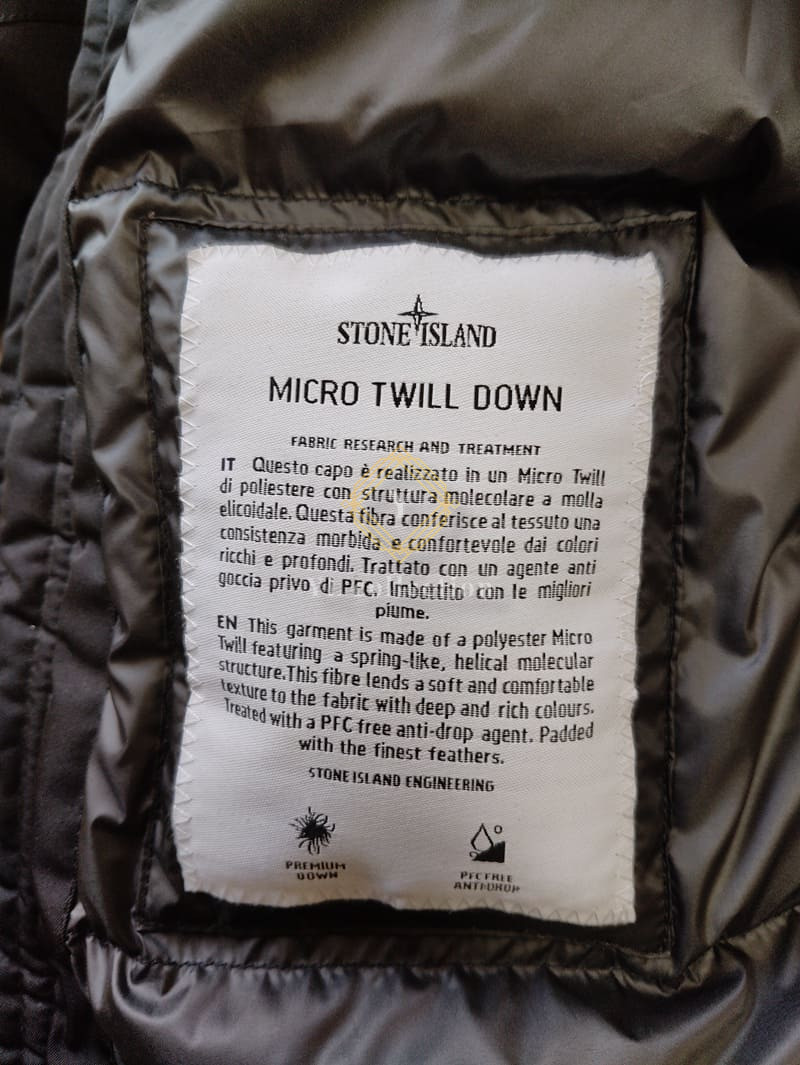 STONE ISLAND
MICRO TWILL DOWN
FABRIC RESEARCH AND TREATMENT
IT Questo capo è realizzato in un Micro Twill
di poliestere con struttura molecolare a molla
elicoidale. Questa fibra conferisce al tessuto una
consistenza morbida e confortevole dai colori
ricchi e profondi. Trattato con un agente anti
goccia privo di PFC. Imbottito con le migliori
piume.
EN This garment is made of a polyester Micro
Twill featuring a spring-like, helical molecular
structure.This fibre lends a soft and comfortable
texture to the fabric with deep and rich colours.
Treated with a PFC free anti-drop agent. Padded
with the finest feathers.
STONE ISLAND ENGINEERING
PREMIUM
DOWN
PFC FREE
ANTI-DROP